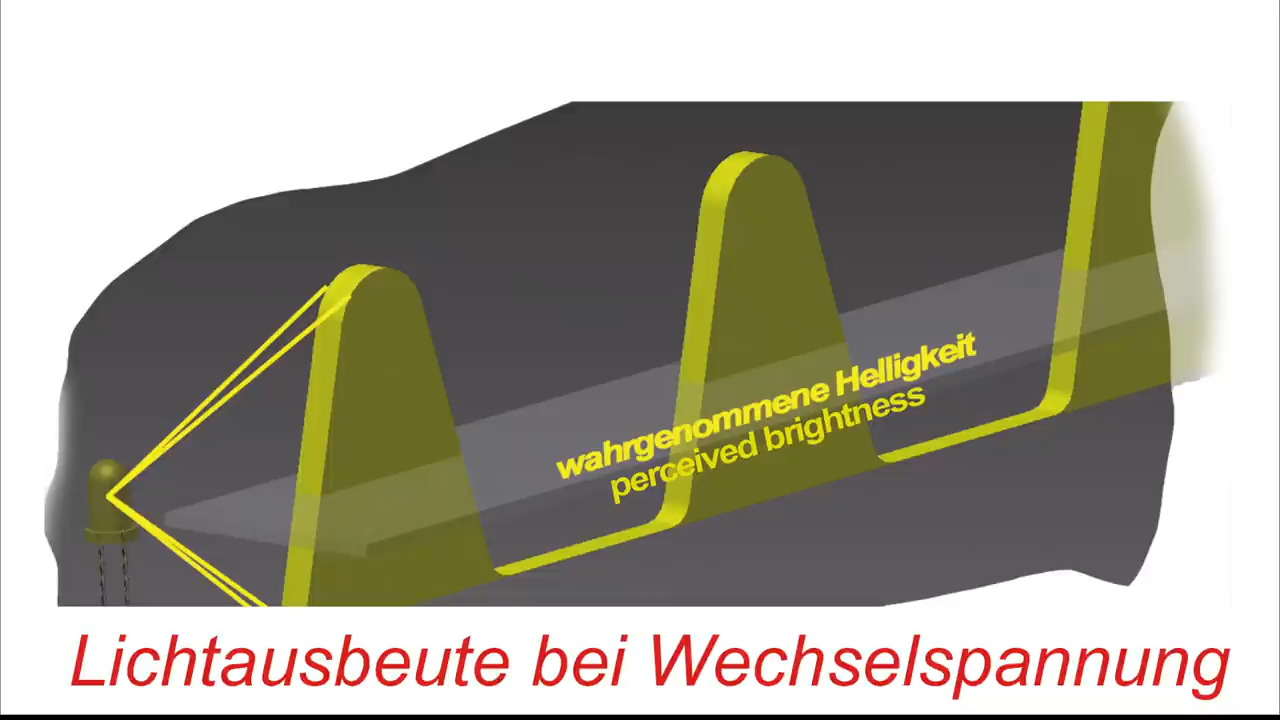 wahrgenommene Helligkeit
perceived brightness
Lichtausbeute bei Wechselspannung